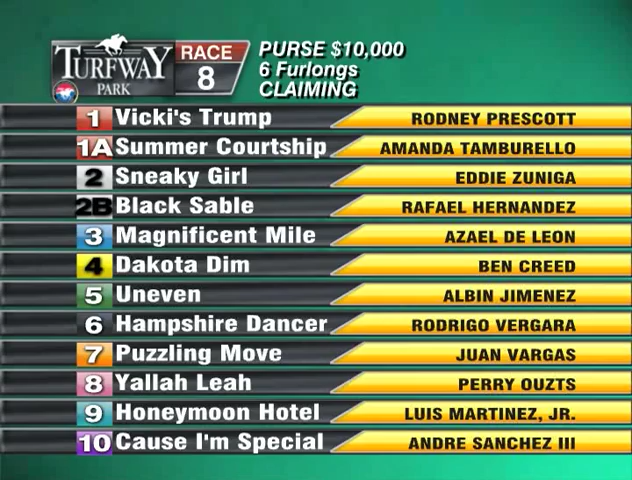 TURFWAY
PARK
RACE
8
PURSE $10,000
6 Furlongs
CLAIMING
1 Vicki's Trump RODNEY PRESCOTT
1A Summer Courtship AMANDA TAMBURELLO
2 Sneaky Girl EDDIE ZUNIGA
2B Black Sable RAFAEL HERNANDEZ
3 Magnificent Mile AZAEL DE LEON
4 Dakota Dim BEN CREED
5 Uneven ALBIN JIMENEZ
6 Hampshire Dancer RODRIGO VERGARA
7 Puzzling Move JUAN VARGAS
8 Yallah Leah PERRY OUZTS
9 Honeymoon Hotel LUIS MARTINEZ, JR.
10 Cause I'm Special ANDRE SANCHEZ III